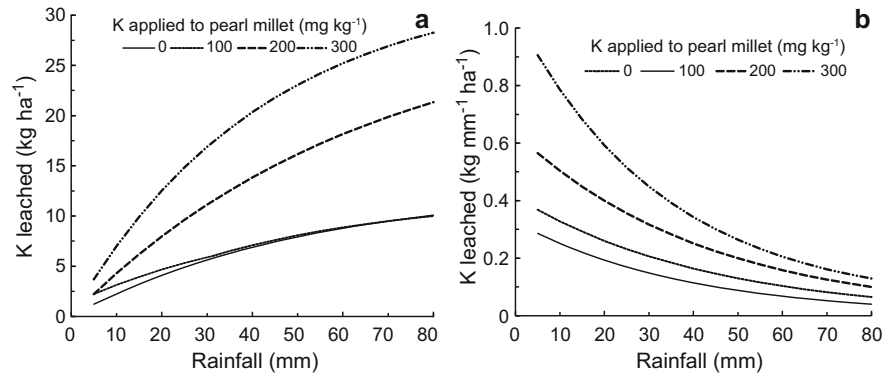 a
K applied to pearl millet (mg kg⁻¹)
0 100 200 300
K leached (kg ha⁻¹)
30
25
20
15
10
5
0
0 10 20 30 40 50 60 70 80
Rainfall (mm)
b
K applied to pearl millet (mg kg⁻¹)
0 100 200 300
K leached (kg mm⁻¹ ha⁻¹)
1
0.8
0.6
0.4
0.2
0
0 10 20 30 40 50 60 70 80
Rainfall (mm)